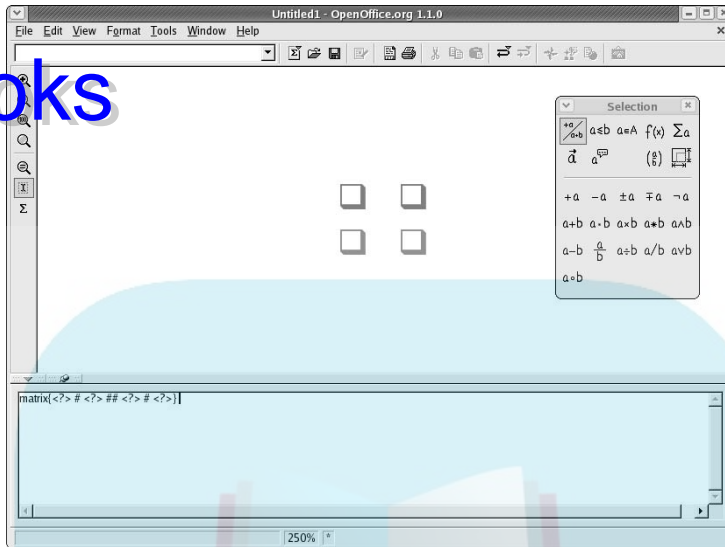 Untitled1 - OpenOffice.org 1.1.0
File Edit View Format Tools Window Help
oks
Selection
+a/a+b a≤b a∈A f(x) Σa
a⃗ a (a b)
+a -a ±a ∓a ¬a
a+b a·b a×b a∗b a∧b
a-b a/b a÷b a/b a∨b
a∘b
Σ
matrix{<?> # <?> ## <?> # <?>}
250% *